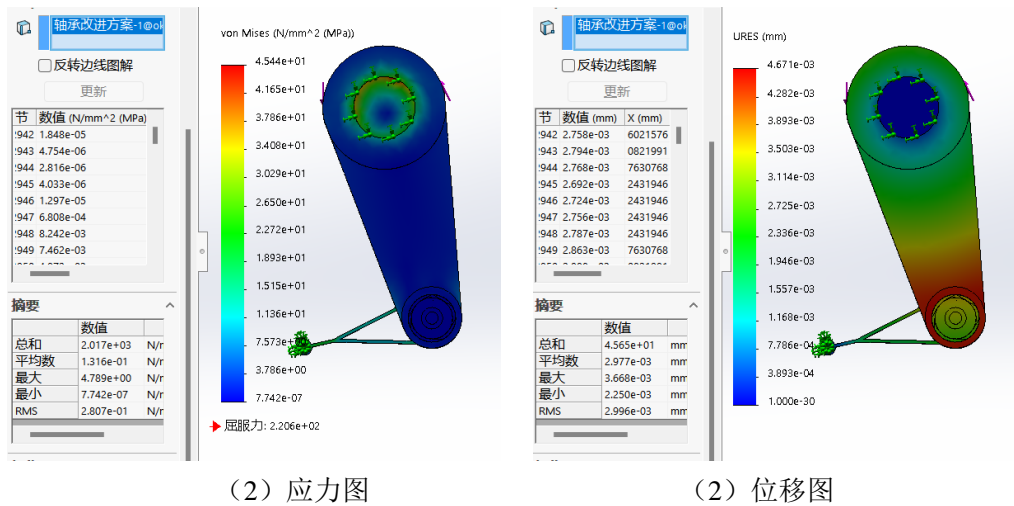 轴承改进方案-1@ok
反转边线图解
更新
节 数值 (N/mm^2 (MPa)
:942 1.848e-05
:943 4.754e-06
:944 2.816e-06
:945 4.033e-06
:946 1.297e-05
:947 6.808e-04
:948 8.242e-03
:949 7.462e-03
摘要
数值
总和 2.017e+03 N/r
平均数 1.316e-01 N/r
最大 4.789e+00 N/r
最小 7.742e-07 N/r
RMS 2.807e-01 N/r
von Mises (N/mm^2 (MPa))
4.544e+01
4.165e+01
3.786e+01
3.408e+01
3.029e+01
2.650e+01
2.272e+01
1.893e+01
1.515e+01
1.136e+01
7.573e+
3.786e+00
7.742e-07
屈服力: 2.206e+02
轴承改进方案-1@ok
反转边线图解
更新
节 数值 (mm) X (mm)
:942 2.758e-03 6021576
:943 2.794e-03 0821991
:944 2.768e-03 7630768
:945 2.692e-03 2431946
:946 2.724e-03 2431946
:947 2.756e-03 2431946
:948 2.787e-03 2431946
:949 2.863e-03 7630768
摘要
数值
总和 4.565e+01 mm
平均数 2.977e-03 mm
最大 3.668e-03 mm
最小 2.250e-03 mm
RMS 2.996e-03 mm
URES (mm)
4.671e-03
4.282e-03
3.893e-03
3.503e-03
3.114e-03
2.725e-03
2.336e-03
1.946e-03
1.557e-03
1.168e-03
7.786e-04
3.893e-04
1.000e-30
（2）应力图
（2）位移图